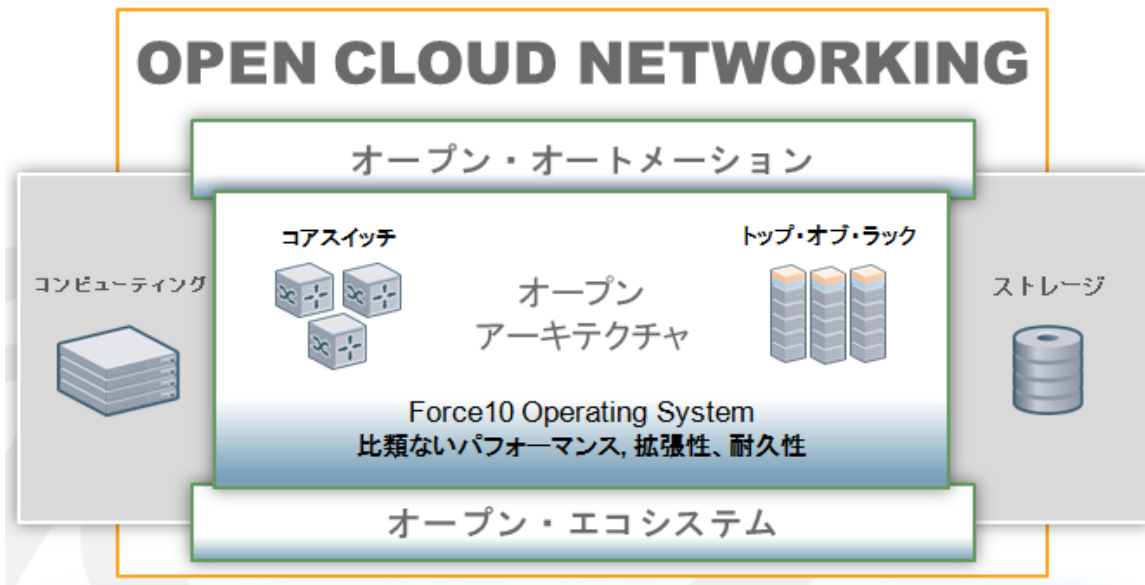 OPEN CLOUD NETWORKING
オープン・オートメーション
コンピューティング
コアスイッチ
オープン
アーキテクチャ
トップ・オブ・ラック
ストレージ
Force10 Operating System
比類ないパフォーマンス, 拡張性、耐久性
オープン・エコシステム